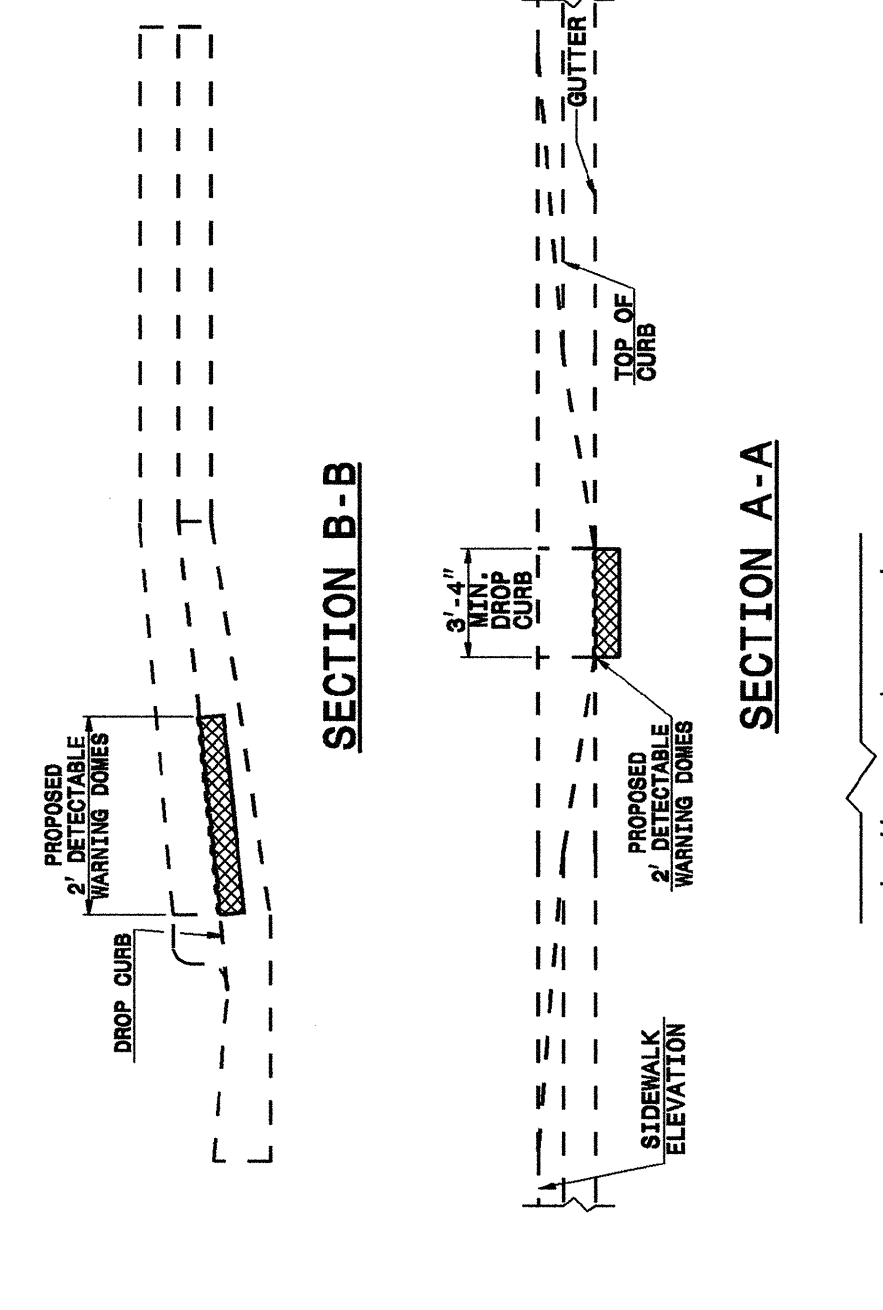 PROPOSED
2' DETECTABLE
WARNING DOMES
DROP CURB
SECTION B-B
3'-4"
MIN.
DROP
CURB
GUTTER
TOP OF
CURB
PROPOSED
2' DETECTABLE
WARNING DOMES
SIDEWALK
ELEVATION
SECTION A-A